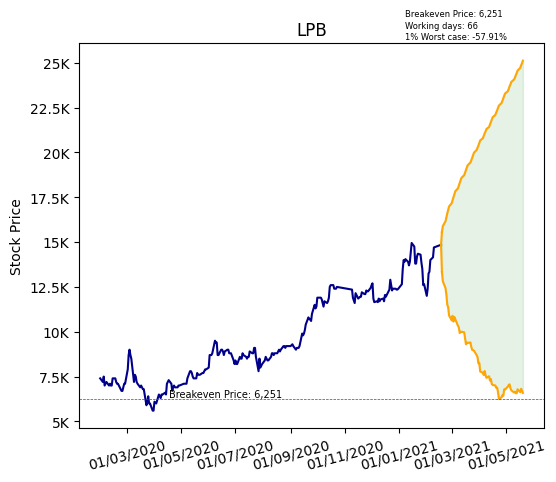 Breakeven Price: 6,251
Working days: 66
1% Worst case: -57.91%
LPB
Stock Price
25K
22.5K
20K
17.5K
15K
12.5K
10K
7.5K
5K
Breakeven Price: 6,251
01/03/2020
01/05/2020
01/07/2020
01/09/2020
01/11/2020
01/01/2021
01/03/2021
01/05/2021